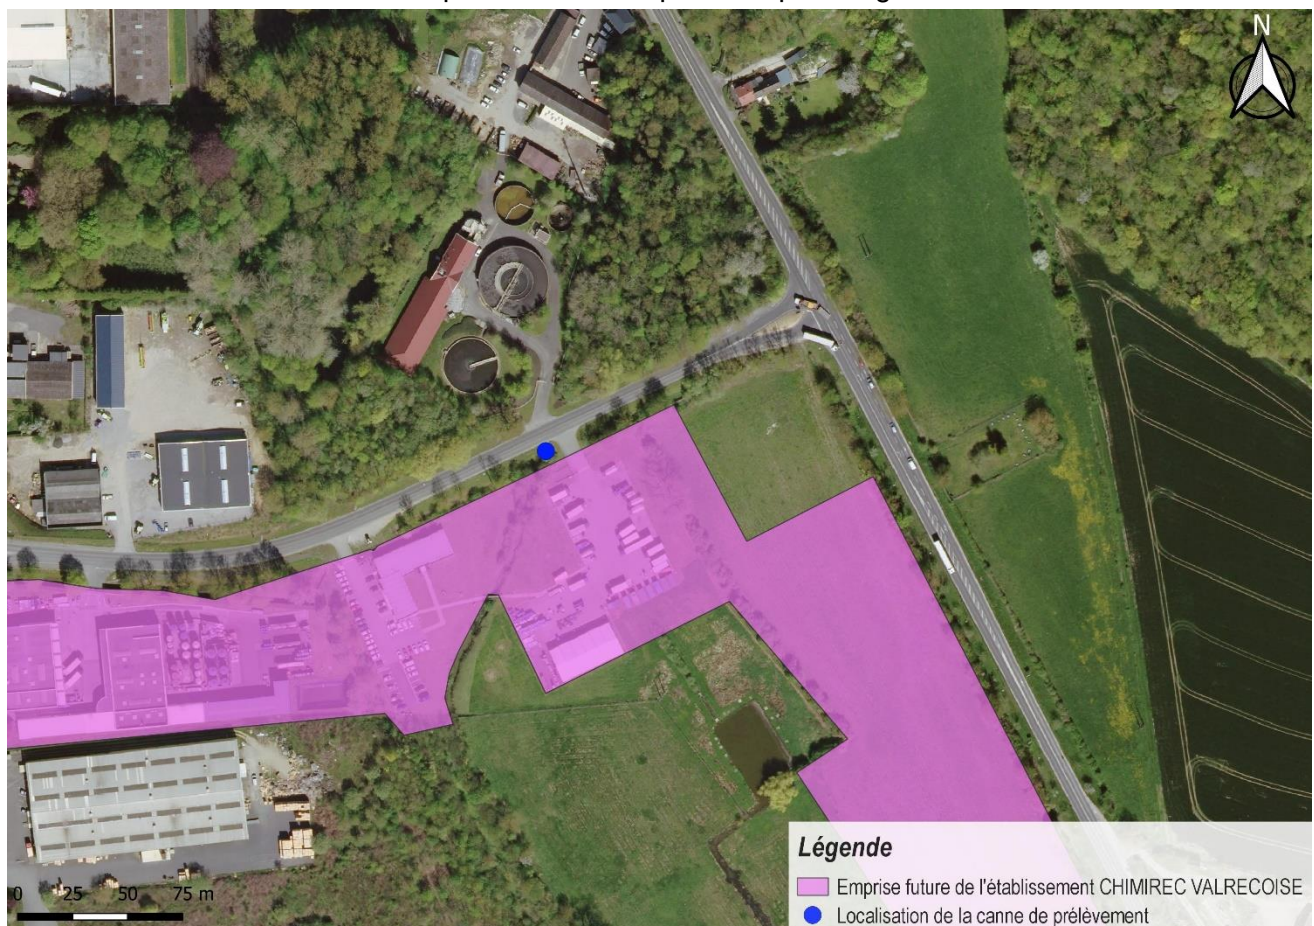 N
Légende
Emprise future de l'établissement CHIMIREC VALRECOISE
Localisation de la canne de prélèvement
0 25 50 75 m